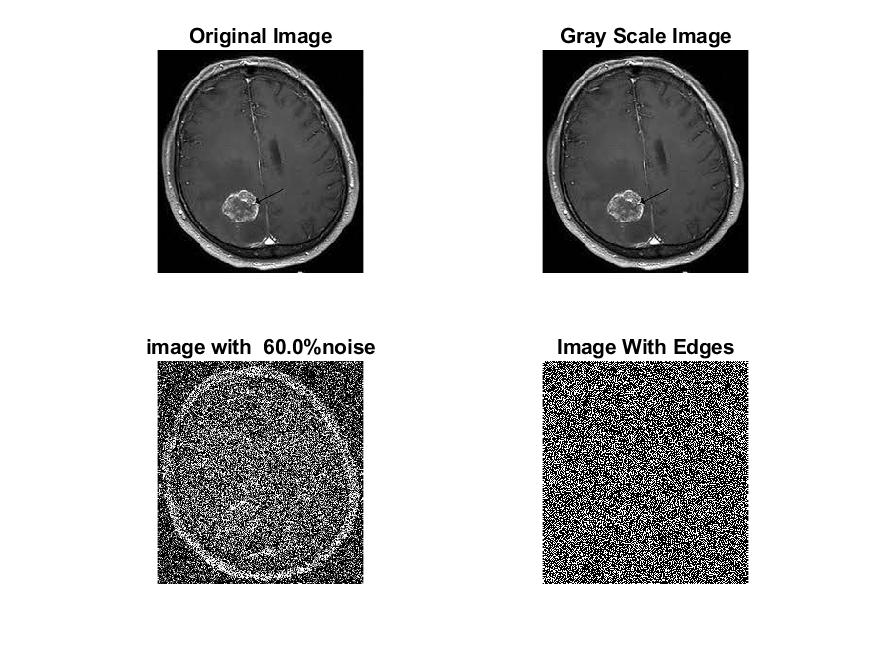 Original Image
Gray Scale Image
image with  60.0%noise
Image With Edges